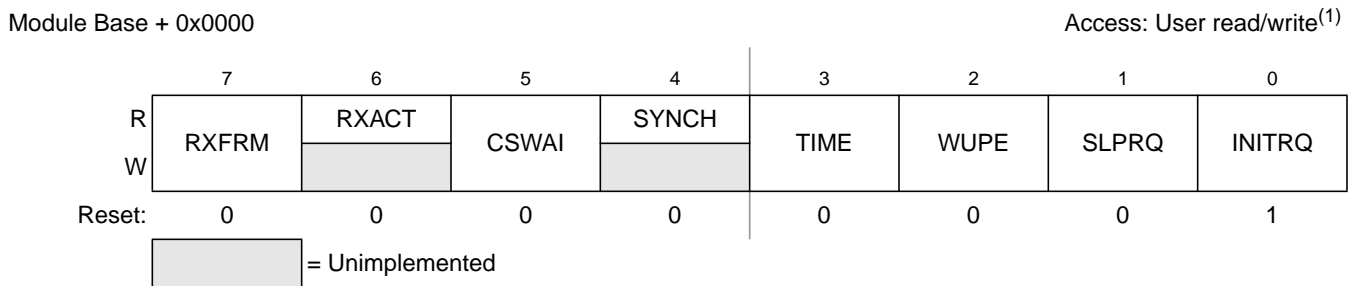 Module Base + 0x0000 Access: User read/write(1)
7 6 5 4 3 2 1 0
R RXFRM RXACT CSWAI SYNCH TIME WUPE SLPRQ INITRQ
W
Reset: 0 0 0 0 0 0 0 1
= Unimplemented